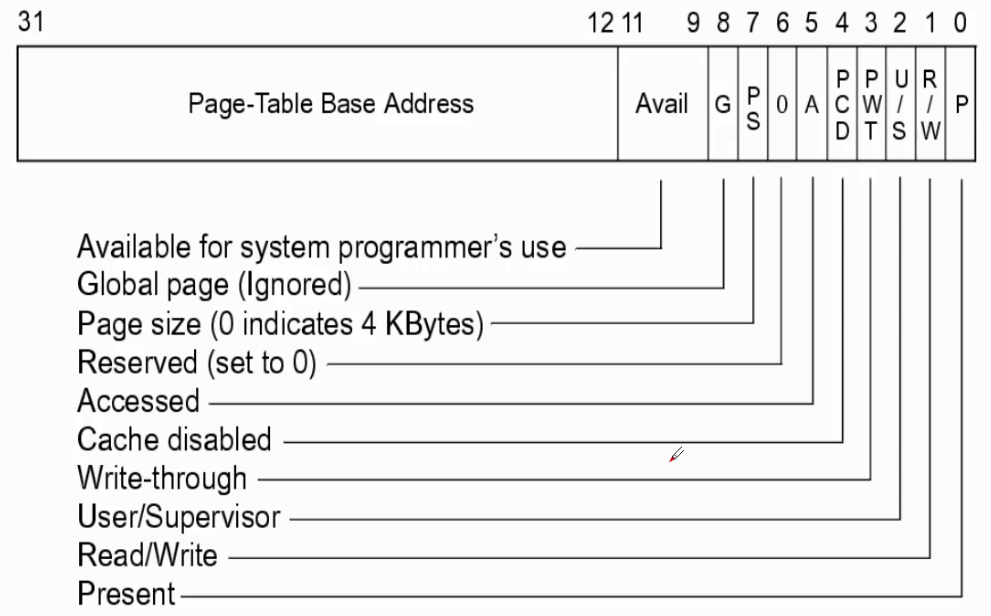 31 12 11 9 8 7 6 5 4 3 2 1 0
Page-Table Base Address Avail G PS 0 A PCD PWT U/S R/W P
Available for system programmer’s use
Global page (Ignored)
Page size (0 indicates 4 KBytes)
Reserved (set to 0)
Accessed
Cache disabled
Write-through
User/Supervisor
Read/Write
Present